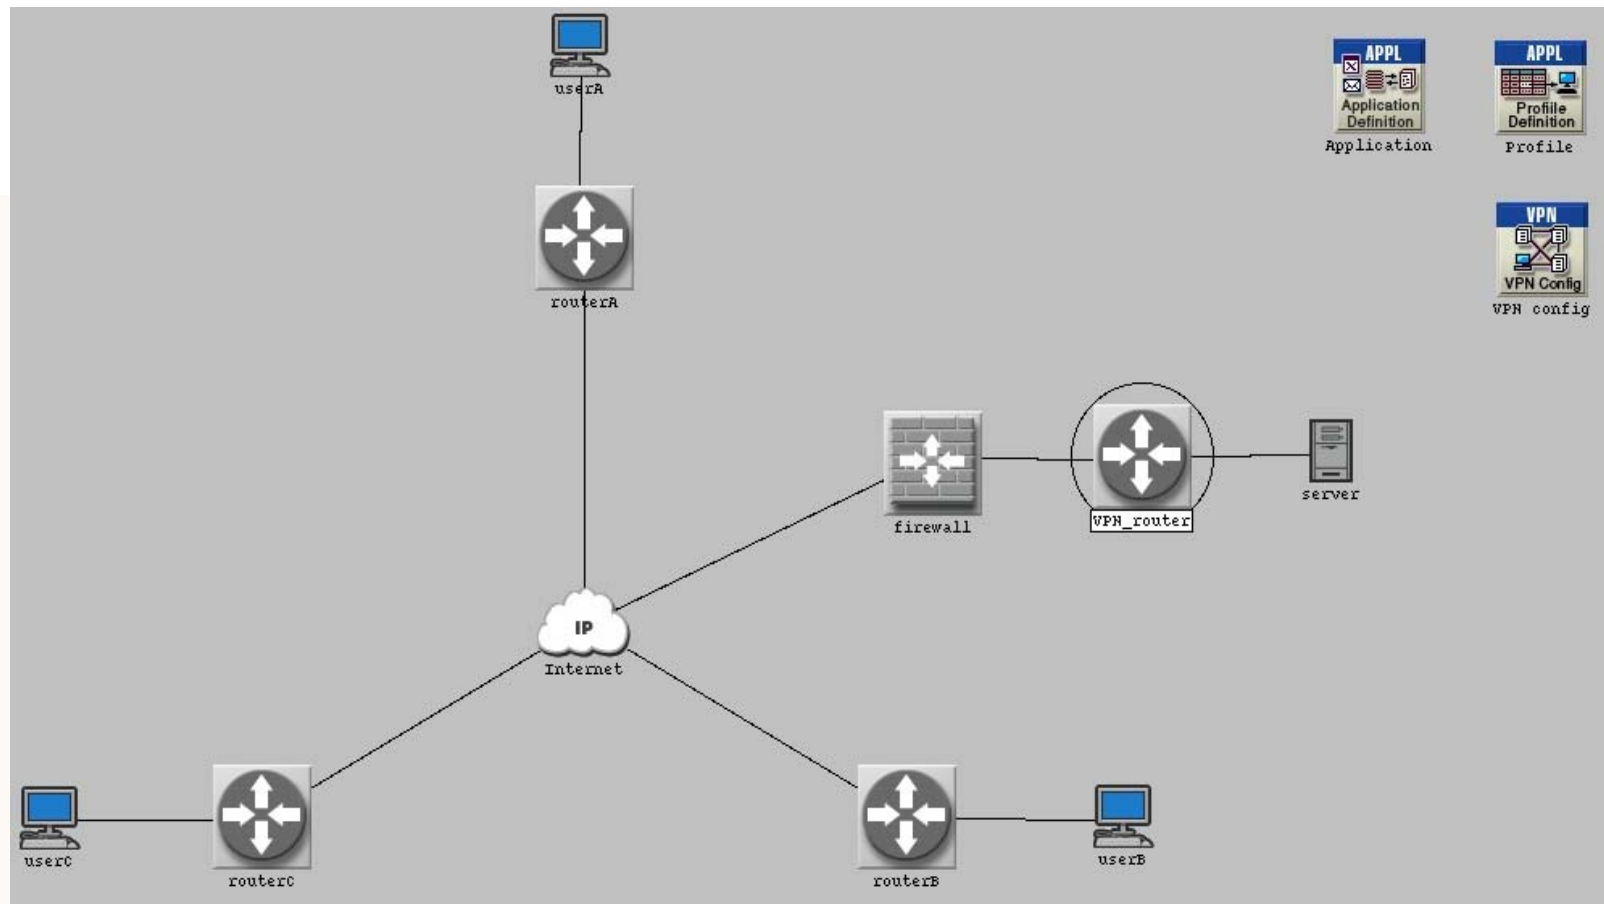 userA
APPL
Application
Definition
Application
APPL
Profiile
Definition
Profile
VPN
VPN Config
VPN config
routerA
firewall
VPN_router
server
IP
Internet
userC
routerC
routerB
userB